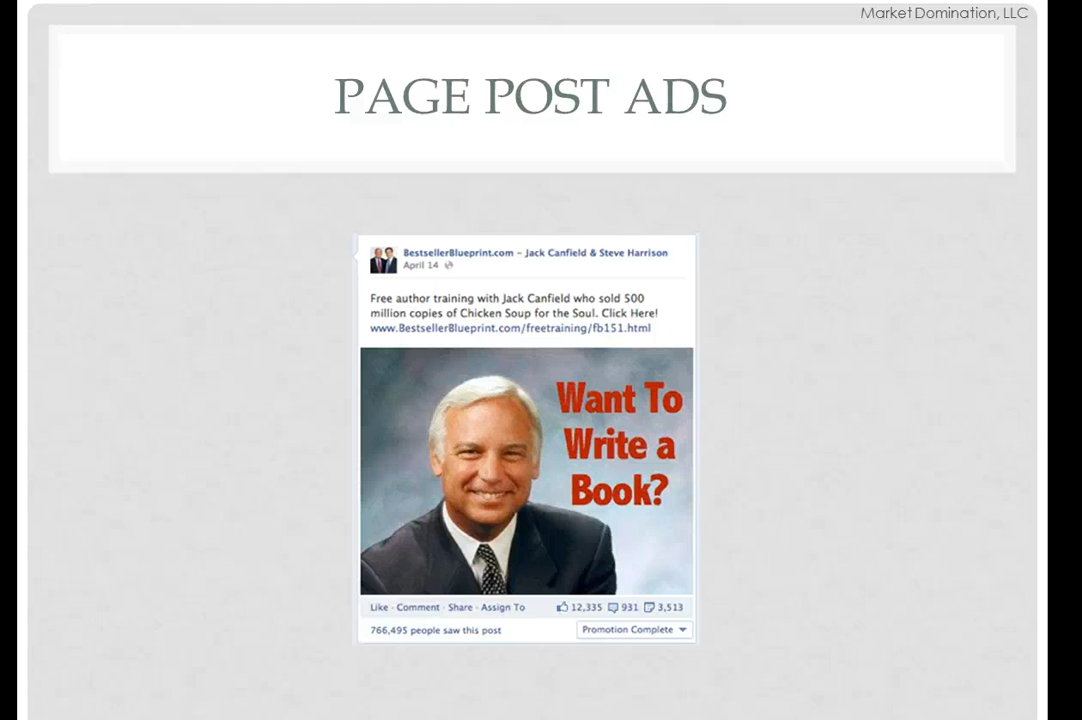 Market Domination, LLC
PAGE POST ADS
BestsellerBlueprint.com - Jack Canfield & Steve Harrison
April 14
Free author training with Jack Canfield who sold 500
million copies of Chicken Soup for the Soul. Click Here!
www.BestsellerBlueprint.com/freetraining/fb151.html
Want To
Write a
Book?
Like · Comment · Share · Assign To 12,335 931 3,513
766,495 people saw this post Promotion Complete